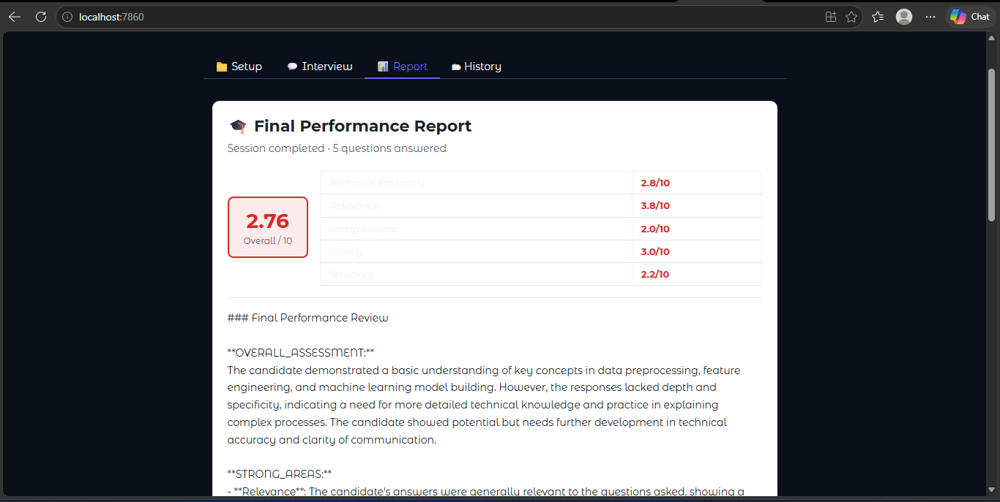 localhost:7860
Chat
Setup
Interview
Report
History
Final Performance Report
Session completed · 5 questions answered
2.76
Overall / 10
Technical Accuracy 2.8/10
Relevance 3.8/10
Completeness 2.0/10
Clarity 3.0/10
Structure 2.2/10
### Final Performance Review
**OVERALL_ASSESSMENT:**
The candidate demonstrated a basic understanding of key concepts in data preprocessing, feature
engineering, and machine learning model building. However, the responses lacked depth and
specificity, indicating a need for more detailed technical knowledge and practice in explaining
complex processes. The candidate showed potential but needs further development in technical
accuracy and clarity of communication.
**STRONG_AREAS:**
- **Relevance**: The candidate's answers were generally relevant to the questions asked, showing a